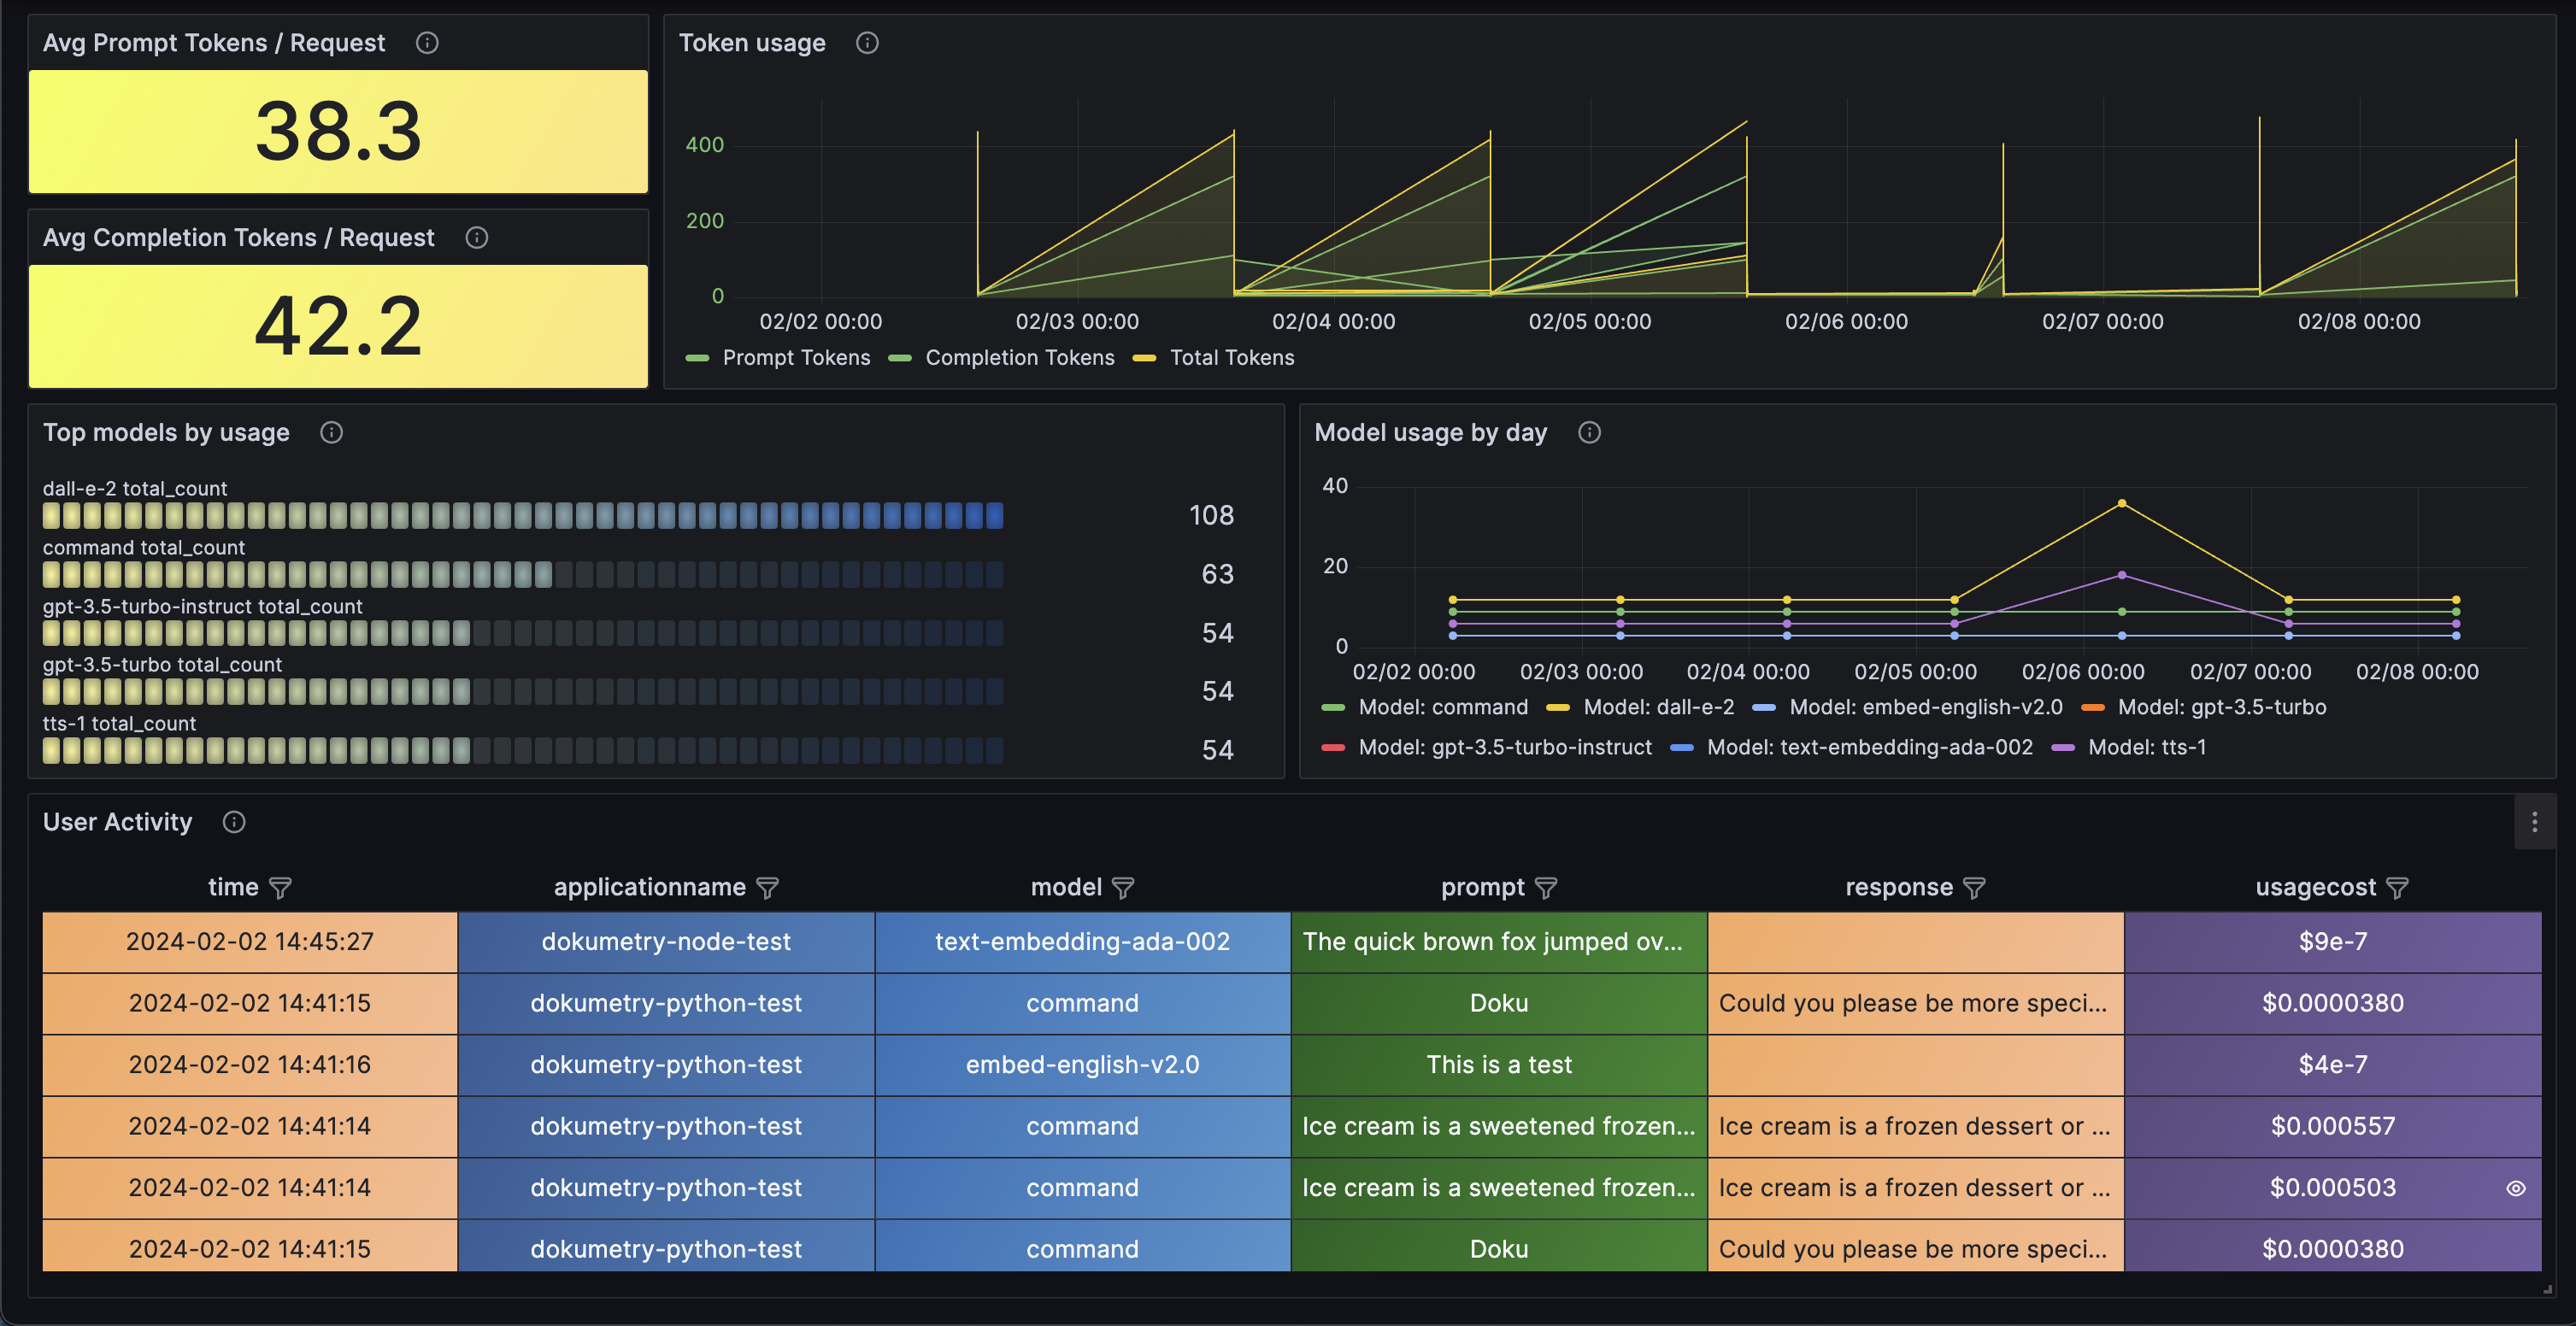 Avg Prompt Tokens / Request
38.3
Avg Completion Tokens / Request
42.2
Token usage
400
200
0
02/02 00:00 02/03 00:00 02/04 00:00 02/05 00:00 02/06 00:00 02/07 00:00 02/08 00:00
Prompt Tokens Completion Tokens Total Tokens
Top models by usage
dall-e-2 total_count
108
command total_count
63
gpt-3.5-turbo-instruct total_count
54
gpt-3.5-turbo total_count
54
tts-1 total_count
54
Model usage by day
40
20
0
02/02 00:00 02/03 00:00 02/04 00:00 02/05 00:00 02/06 00:00 02/07 00:00 02/08 00:00
Model: command Model: dall-e-2 Model: embed-english-v2.0 Model: gpt-3.5-turbo
Model: gpt-3.5-turbo-instruct Model: text-embedding-ada-002 Model: tts-1
User Activity
time applicationname model prompt response usagecost
2024-02-02 14:45:27 dokumetry-node-test text-embedding-ada-002 The quick brown fox jumped ov... $9e-7
2024-02-02 14:41:15 dokumetry-python-test command Doku Could you please be more speci... $0.0000380
2024-02-02 14:41:16 dokumetry-python-test embed-english-v2.0 This is a test $4e-7
2024-02-02 14:41:14 dokumetry-python-test command Ice cream is a sweetened frozen... Ice cream is a frozen dessert or ... $0.000557
2024-02-02 14:41:14 dokumetry-python-test command Ice cream is a sweetened frozen... Ice cream is a frozen dessert or ... $0.000503
2024-02-02 14:41:15 dokumetry-python-test command Doku Could you please be more speci... $0.0000380